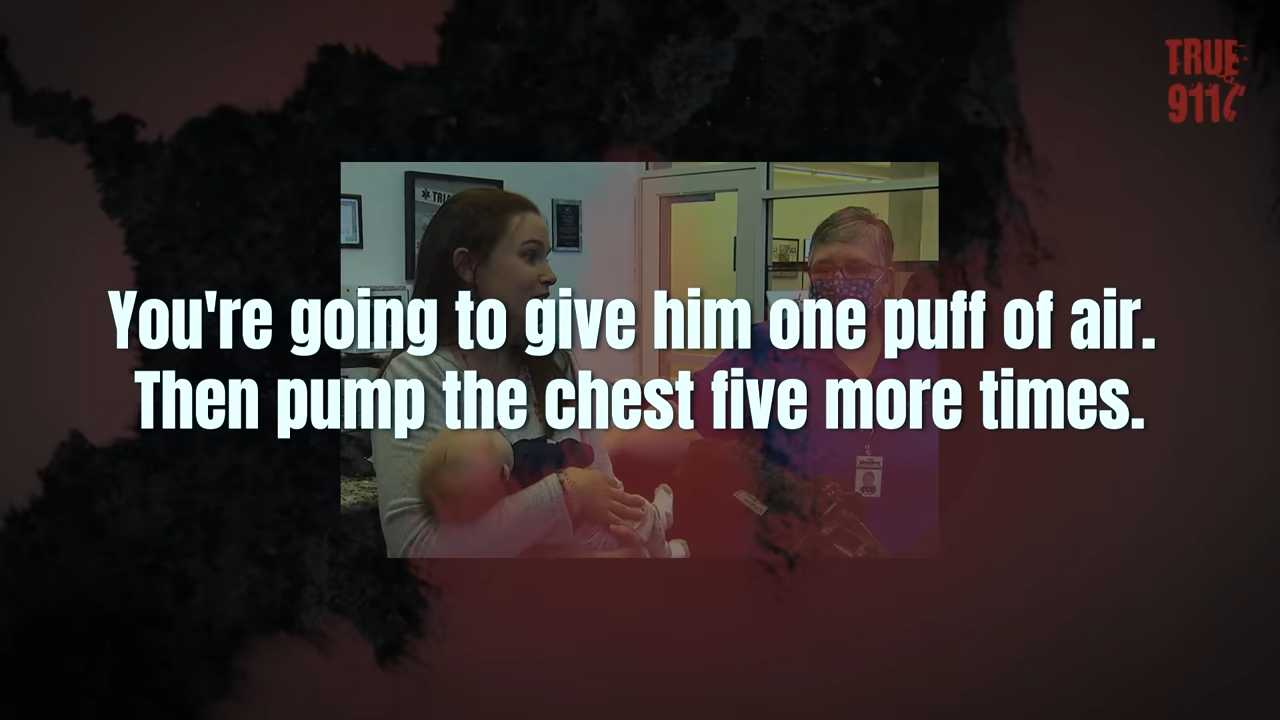 TRUE
911
TRIA
You're going to give him one puff of air.
Then pump the chest five more times.